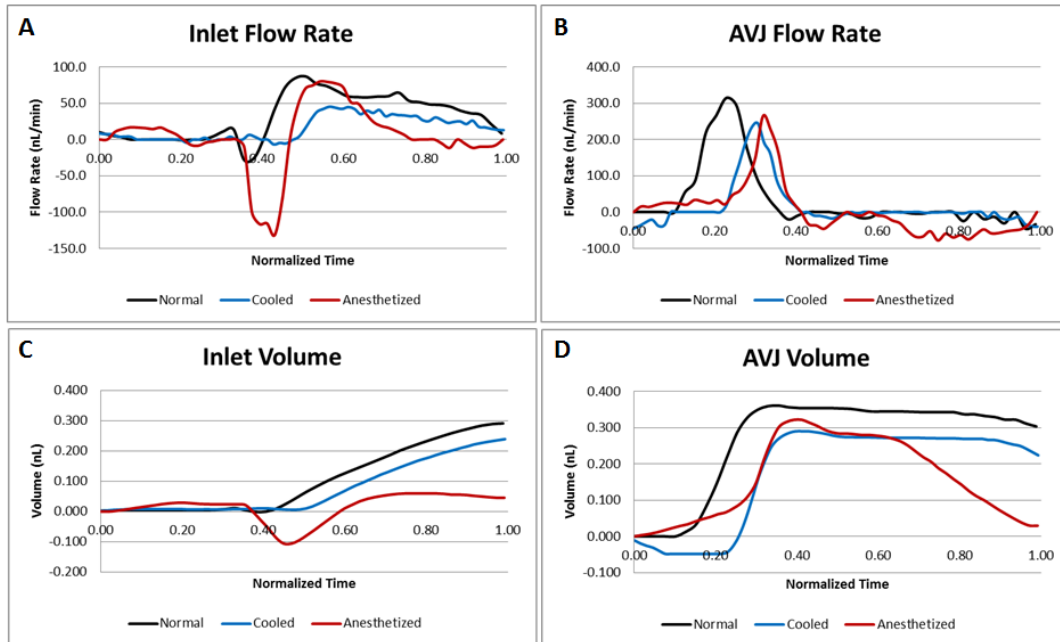 A
Inlet Flow Rate
100.0
50.0
0.0
-50.0
-100.0
-150.0
0.00 0.20 0.40 0.60 0.80 1.00
Flow Rate (nL/min)
Normalized Time
Normal Cooled Anesthetized
B
AVJ Flow Rate
400.0
300.0
200.0
100.0
0.0
-100.0
0.00 0.20 0.40 0.60 0.80 1.00
Flow Rate (nL/min)
Normalized Time
Normal Cooled Anesthetized
C
Inlet Volume
0.400
0.300
0.200
0.100
0.000
-0.100
-0.200
0.00 0.20 0.40 0.60 0.80 1.00
Volume (nL)
Normalized Time
Normal Cooled Anesthetized
D
AVJ Volume
0.400
0.300
0.200
0.100
0.000
-0.100
0.00 0.20 0.40 0.60 0.80 1.00
Volume (nL)
Normalized Time
Normal Cooled Anesthetized